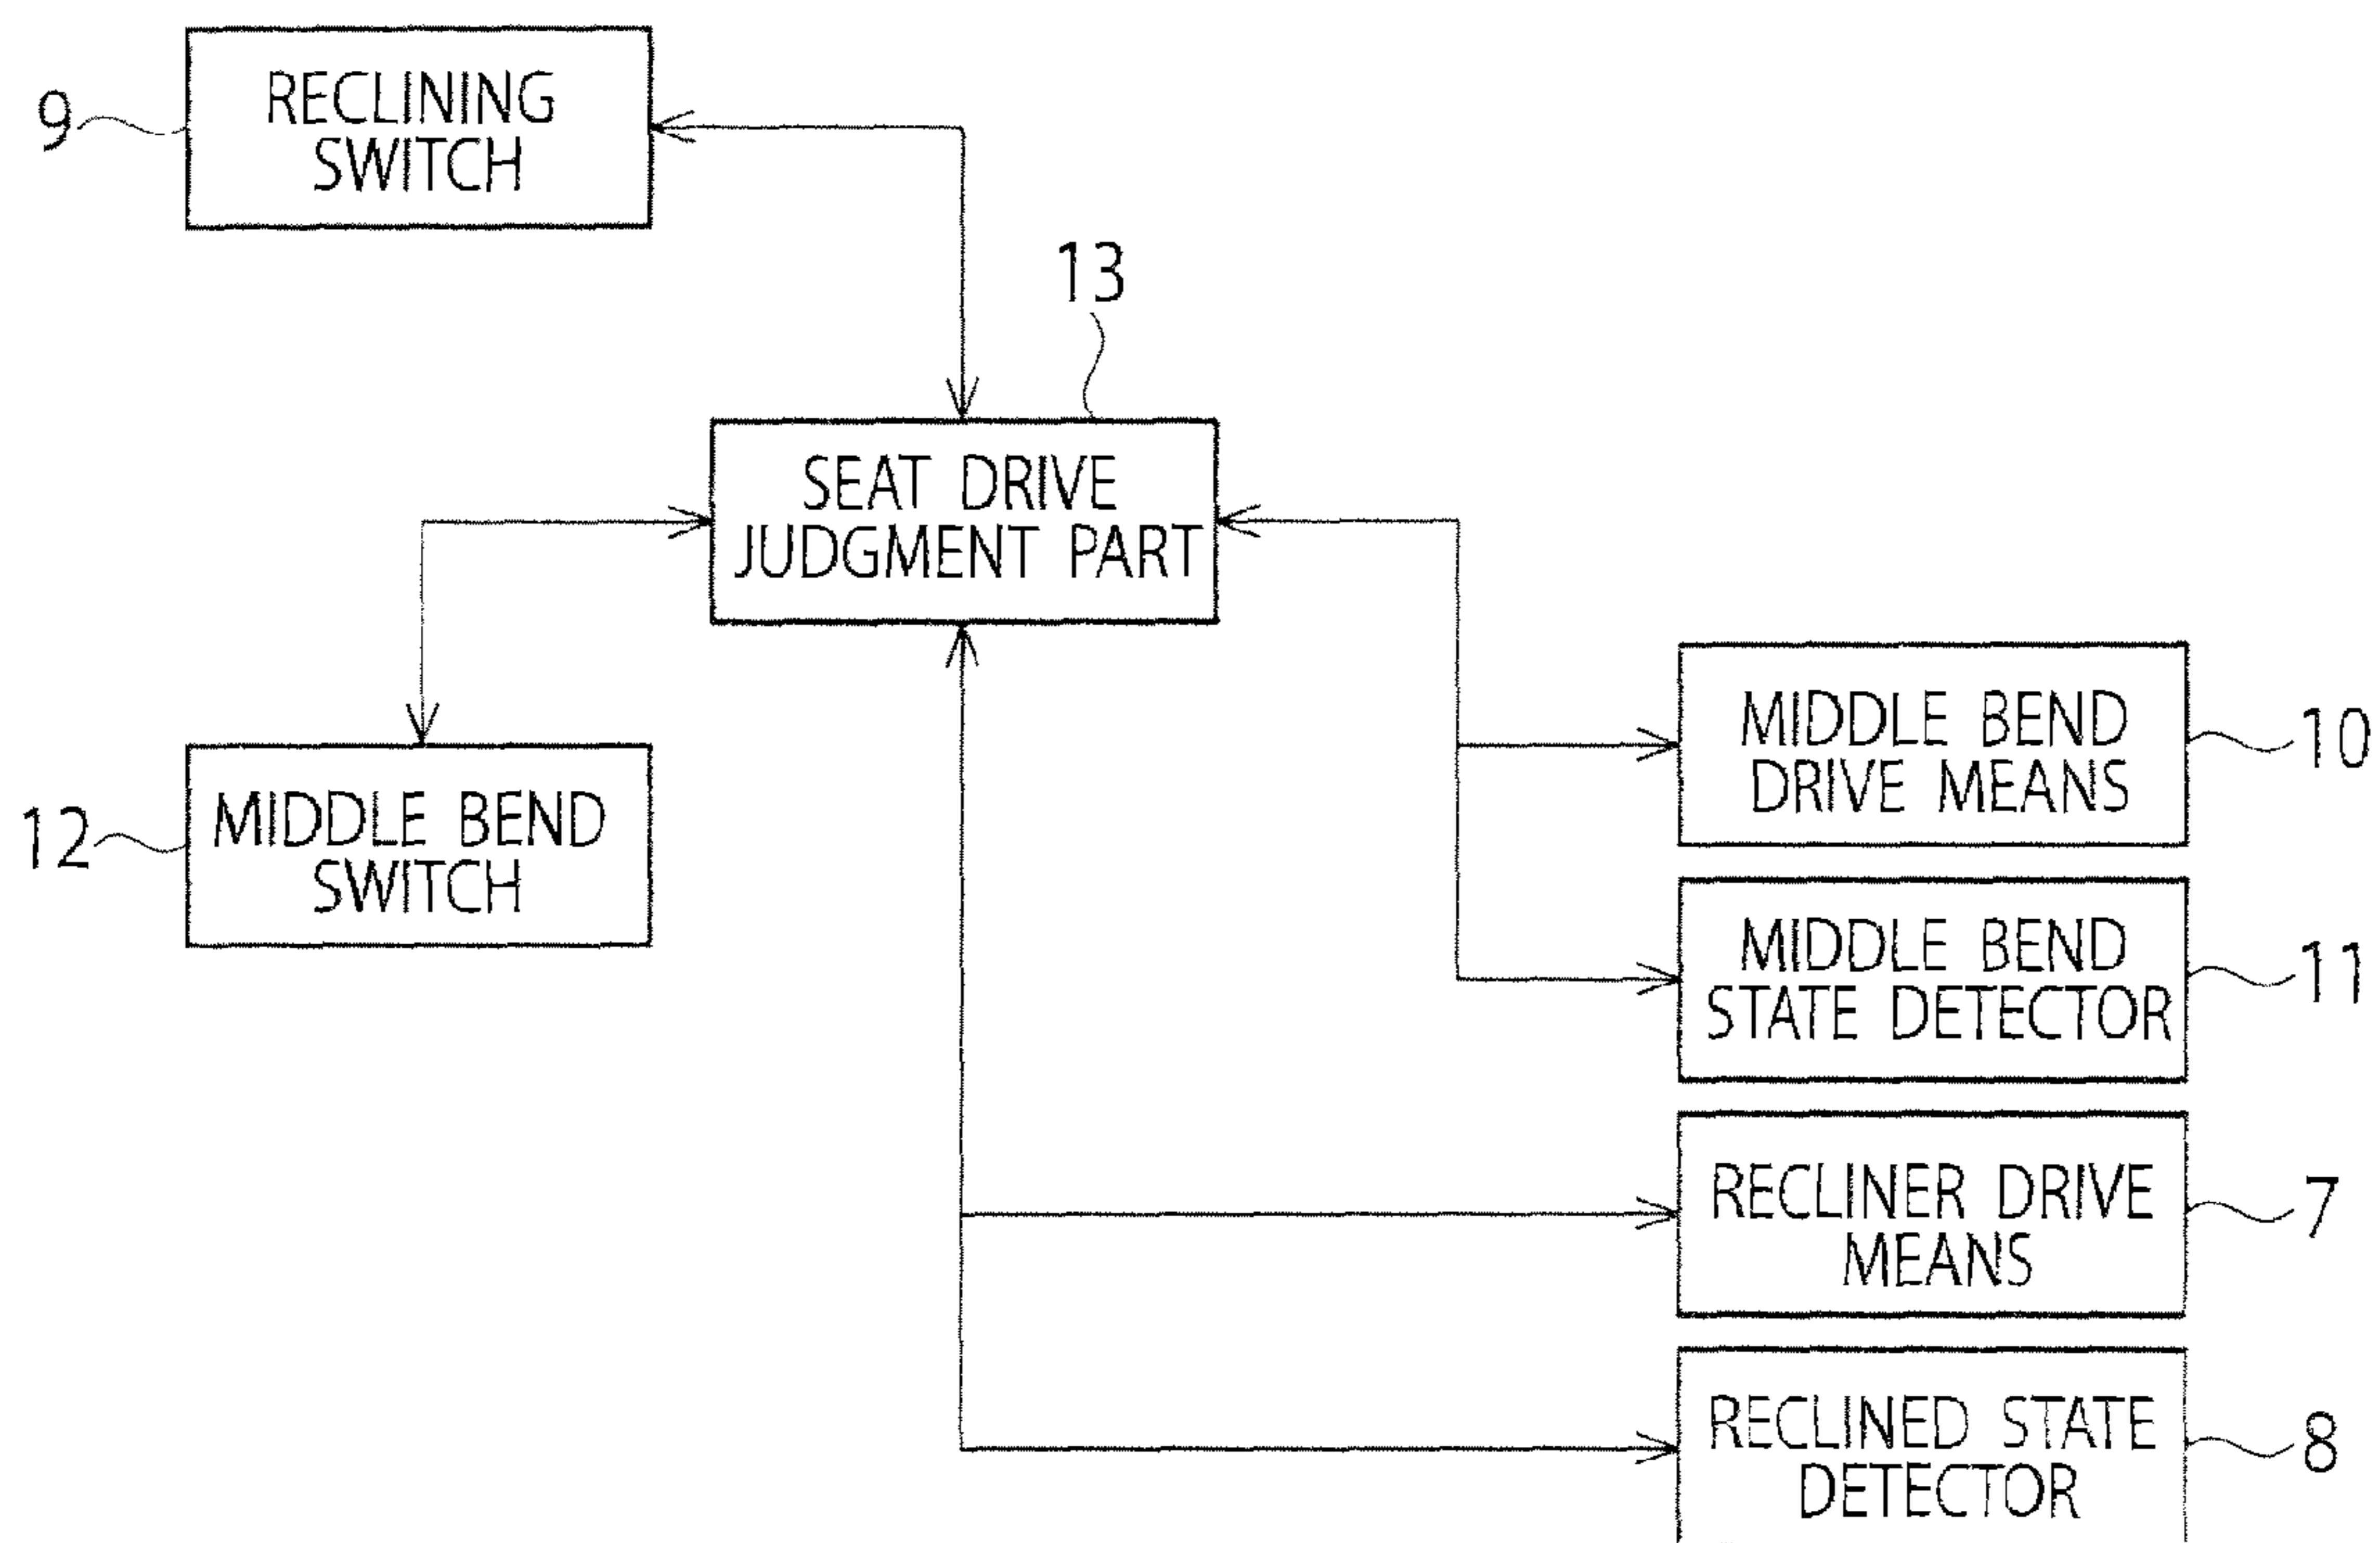 9
RECLINING
SWITCH
13
SEAT DRIVE
JUDGMENT PART
12
MIDDLE BEND
SWITCH
MIDDLE BEND
DRIVE MEANS
10
MIDDLE BEND
STATE DETECTOR
11
RECLINER DRIVE
MEANS
7
RECLINED STATE
DETECTOR
8